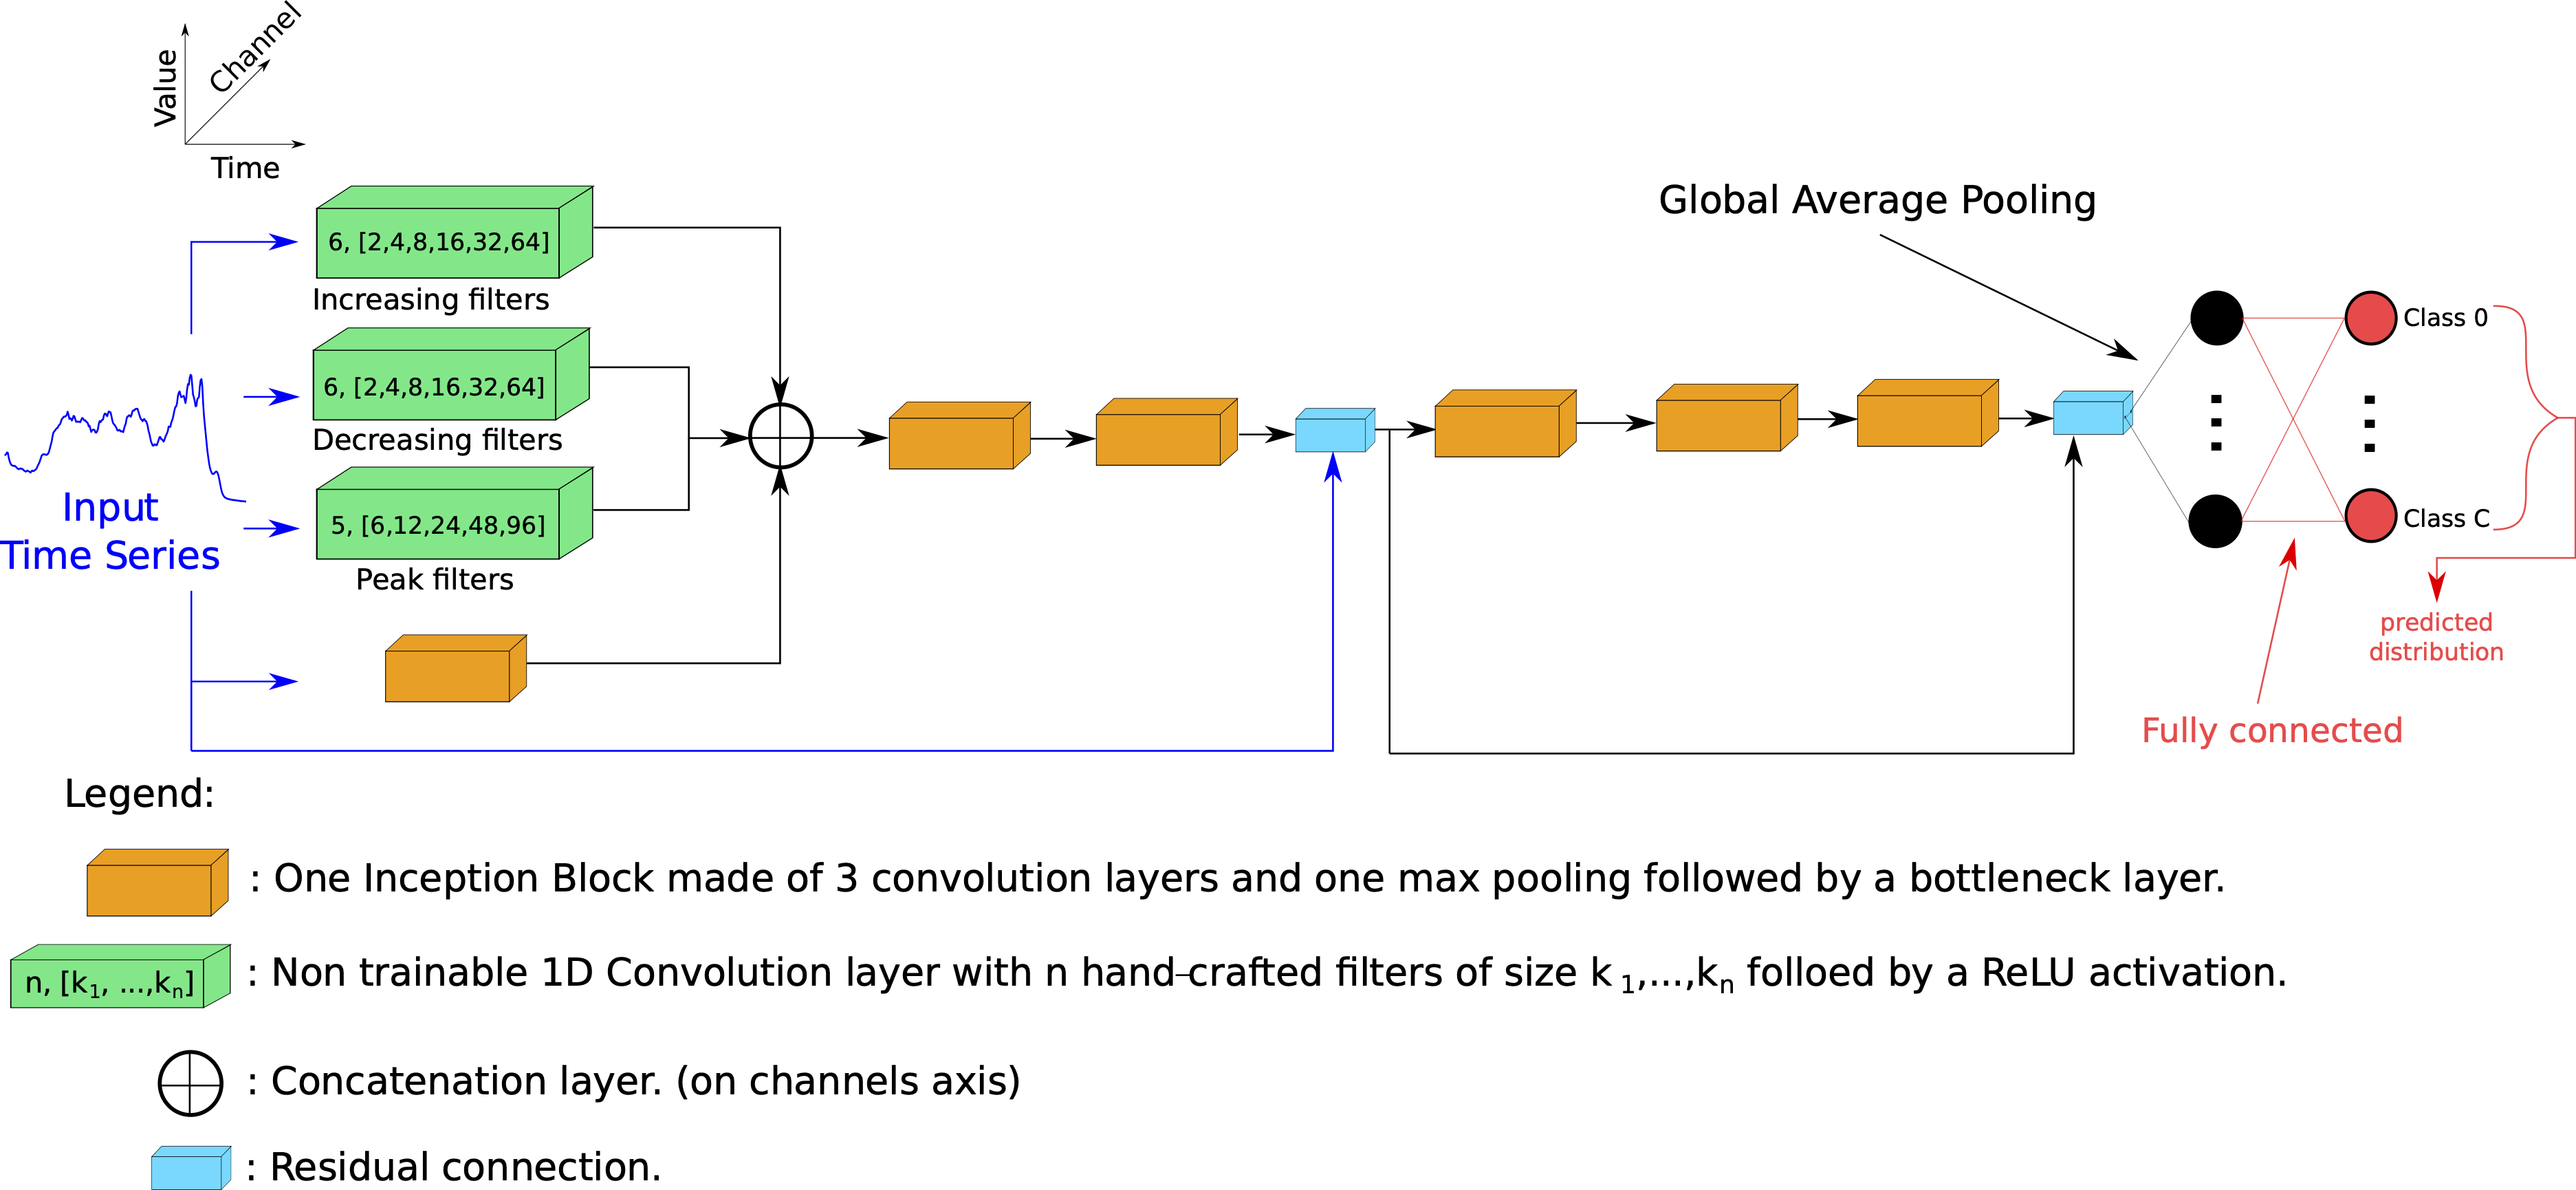 Value
Channel
Time
Global Average Pooling
6, [2,4,8,16,32,64]
Increasing filters
6, [2,4,8,16,32,64]
Decreasing filters
5, [6,12,24,48,96]
Peak filters
Input
Time Series
Class 0
Class C
predicted
distribution
Fully connected
Legend:
: One Inception Block made of 3 convolution layers and one max pooling followed by a bottleneck layer.
n, [k1, ...,kn]
: Non trainable 1D Convolution layer with n hand-crafted filters of size k 1,...,kn folloed by a ReLU activation.
: Concatenation layer. (on channels axis)
: Residual connection.